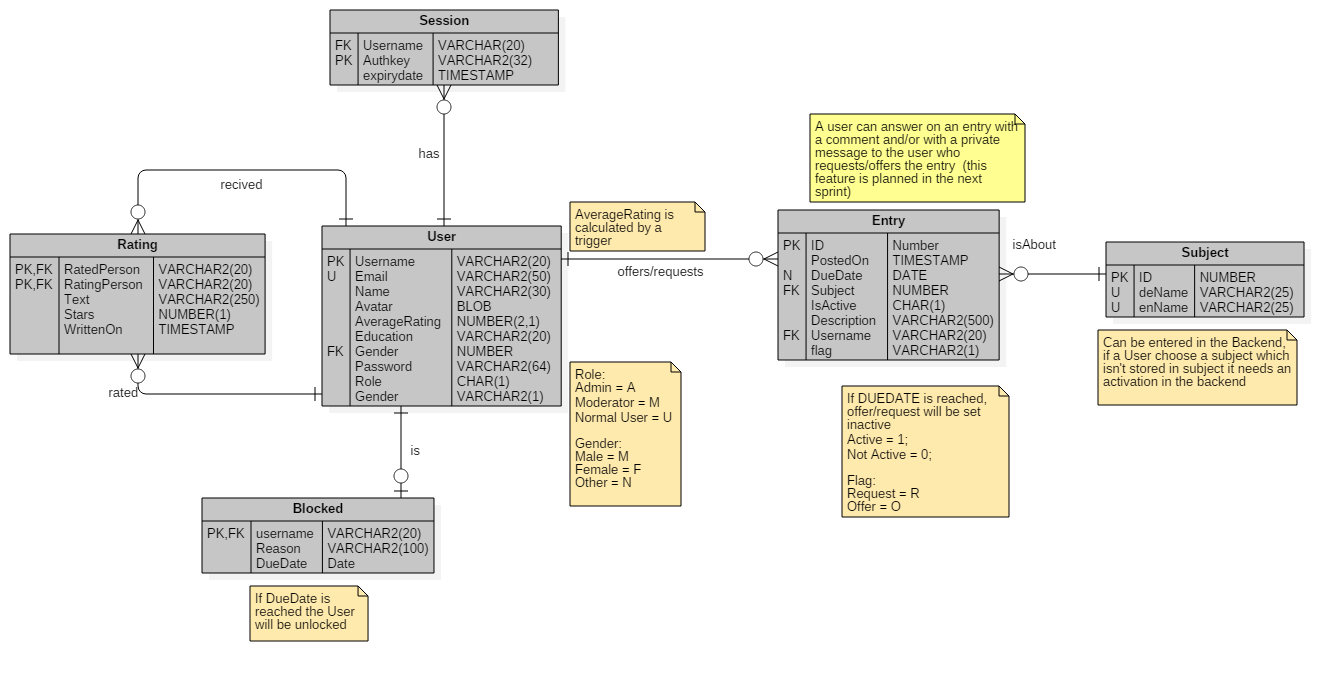 Session
FK Username VARCHAR(20)
PK Authkey VARCHAR2(32)
expirydate TIMESTAMP
has
recived
Rating
PK,FK RatedPerson VARCHAR2(20)
PK,FK RatingPerson VARCHAR2(20)
Text VARCHAR2(250)
Stars NUMBER(1)
WrittenOn TIMESTAMP
rated
User
PK Username VARCHAR2(20)
U Email VARCHAR2(50)
Name VARCHAR2(30)
Avatar BLOB
AverageRating NUMBER(2,1)
Education VARCHAR2(20)
FK Gender NUMBER
Password VARCHAR2(64)
Role CHAR(1)
Gender VARCHAR2(1)
AverageRating is
calculated by a
trigger
offers/requests
A user can answer on an entry with
a comment and/or with a private
message to the user who
requests/offers the entry (this
feature is planned in the next
sprint)
Entry
PK ID Number
PostedOn TIMESTAMP
N DueDate DATE
FK Subject NUMBER
IsActive CHAR(1)
Description VARCHAR2(500)
FK Username VARCHAR2(20)
flag VARCHAR2(1)
isAbout
Subject
PK ID NUMBER
U deName VARCHAR2(25)
U enName VARCHAR2(25)
Can be entered in the Backend,
if a User choose a subject which
isn't stored in subject it needs an
activation in the backend
Role:
Admin = A
Moderator = M
Normal User = U
Gender:
Male = M
Female = F
Other = N
If DUEDATE is reached,
offer/request will be set
inactive
Active = 1;
Not Active = 0;
Flag:
Request = R
Offer = O
is
Blocked
PK,FK username VARCHAR2(20)
Reason VARCHAR2(100)
DueDate Date
If DueDate is
reached the User
will be unlocked